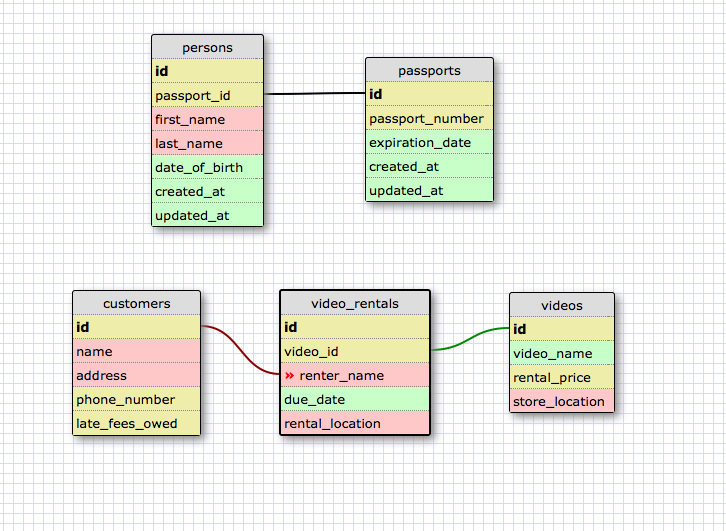 persons
id
passport_id
first_name
last_name
date_of_birth
created_at
updated_at
passports
id
passport_number
expiration_date
created_at
updated_at
customers
id
name
address
phone_number
late_fees_owed
video_rentals
id
video_id
» renter_name
due_date
rental_location
videos
id
video_name
rental_price
store_location